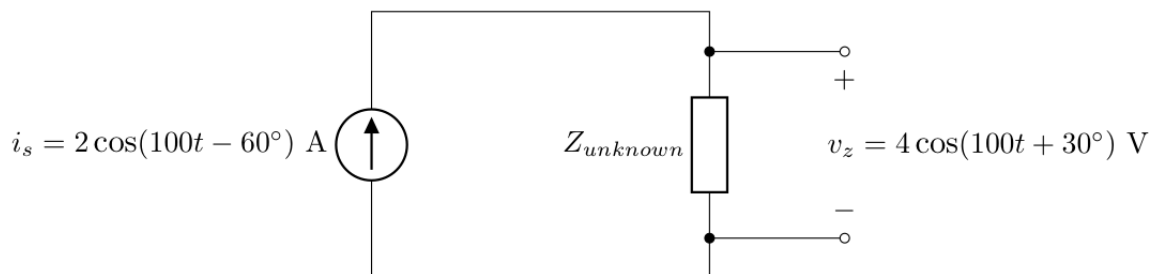 +
i_s = 2 cos(100t − 60°) A
Z_unknown
v_z = 4 cos(100t + 30°) V
−